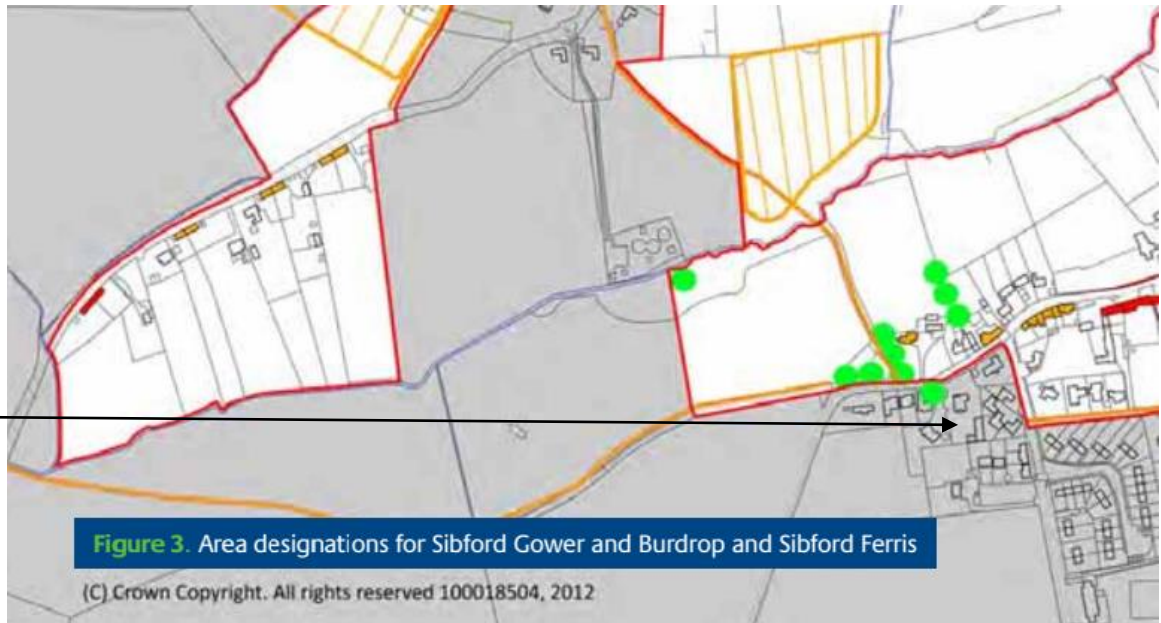 Figure 3. Area designations for Sibford Gower and Burdrop and Sibford Ferris
(C) Crown Copyright. All rights reserved 100018504, 2012